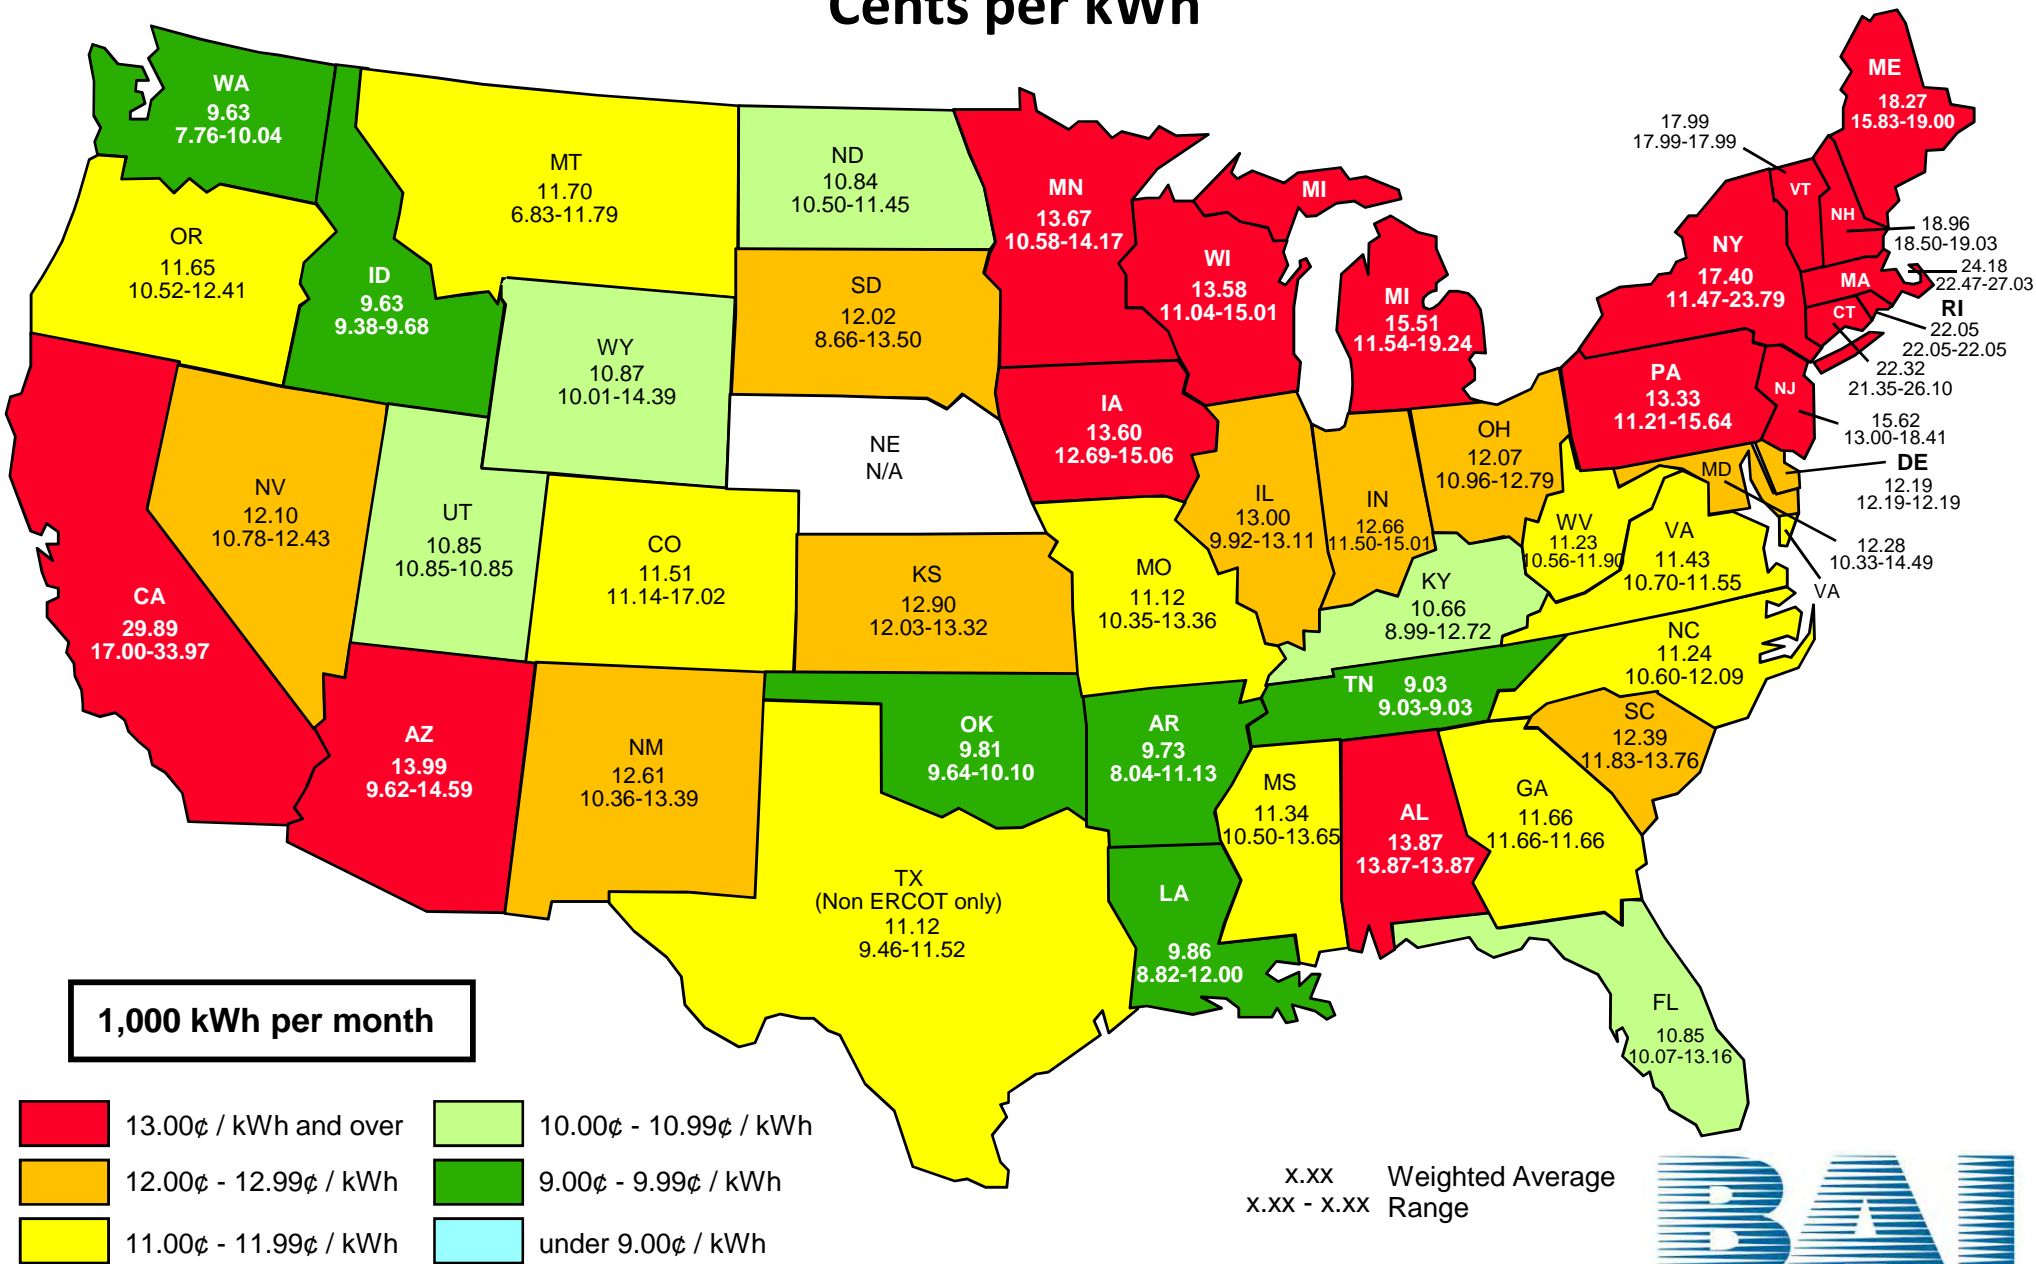 Cents per kWh
WA
9.63
7.76-10.04
MT
11.70
6.83-11.79
ND
10.84
10.50-11.45
MN
13.67
10.58-14.17
MI
ME
18.27
15.83-19.00
17.99
17.99-17.99
VT
NH
18.96
18.50-19.03
OR
11.65
10.52-12.41
ID
9.63
9.38-9.68
SD
12.02
8.66-13.50
WI
13.58
11.04-15.01
MI
15.51
11.54-19.24
NY
17.40
11.47-23.79
MA
24.18
22.47-27.03
CT
RI
22.05
22.05-22.05
22.32
21.35-26.10
WY
10.87
10.01-14.39
IA
13.60
12.69-15.06
PA
13.33
11.21-15.64
NJ
15.62
13.00-18.41
NE
N/A
OH
12.07
10.96-12.79
MD
DE
12.19
12.19-12.19
NV
12.10
10.78-12.43
UT
10.85
10.85-10.85
CO
11.51
11.14-17.02
IL
13.00
9.92-13.11
IN
12.66
11.50-15.01
WV
11.23
10.56-11.90
VA
11.43
10.70-11.55
12.28
10.33-14.49
VA
CA
29.89
17.00-33.97
KS
12.90
12.03-13.32
MO
11.12
10.35-13.36
KY
10.66
8.99-12.72
NC
11.24
10.60-12.09
TN 9.03
9.03-9.03
AZ
13.99
9.62-14.59
NM
12.61
10.36-13.39
OK
9.81
9.64-10.10
AR
9.73
8.04-11.13
SC
12.39
11.83-13.76
MS
11.34
10.50-13.65
AL
13.87
13.87-13.87
GA
11.66
11.66-11.66
TX
(Non ERCOT only)
11.12
9.46-11.52
LA
9.86
8.82-12.00
FL
10.85
10.07-13.16
1,000 kWh per month
13.00¢ / kWh and over
10.00¢ - 10.99¢ / kWh
12.00¢ - 12.99¢ / kWh
9.00¢ - 9.99¢ / kWh
11.00¢ - 11.99¢ / kWh
under 9.00¢ / kWh
x.xx Weighted Average
x.xx - x.xx Range
BAI